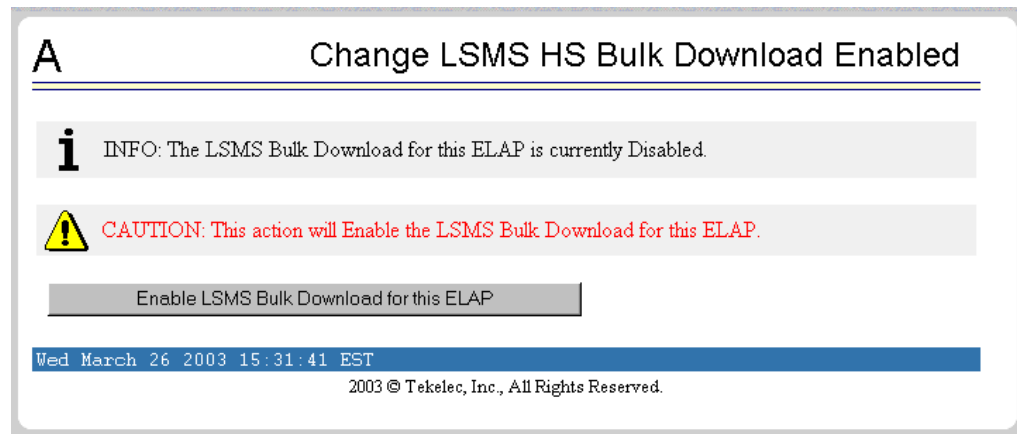 A
Change LSMS HS Bulk Download Enabled
INFO: The LSMS Bulk Download for this ELAP is currently Disabled.
CAUTION: This action will Enable the LSMS Bulk Download for this ELAP.
Enable LSMS Bulk Download for this ELAP
Wed March 26 2003 15:31:41 EST
2003 © Tekelec, Inc., All Rights Reserved.